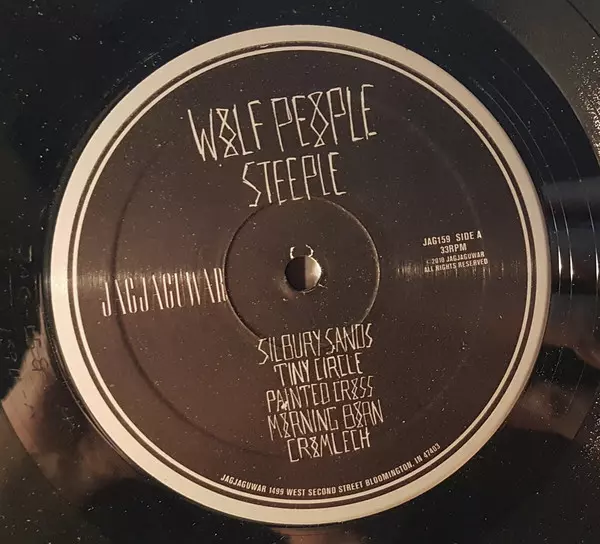 WOLF PEOPLE
STEEPLE
JAGJAGUWAR
JAG159 SIDE A
33RPM
©2010 JAGJAGUWAR
ALL RIGHTS RESERVED
SILBURY SANDS
TINY CIRCLE
PAINTED CROSS
MORNING BORN
CROMLECH
JAGJAGUWAR 1499 WEST SECOND STREET BLOOMINGTON, IN 47403